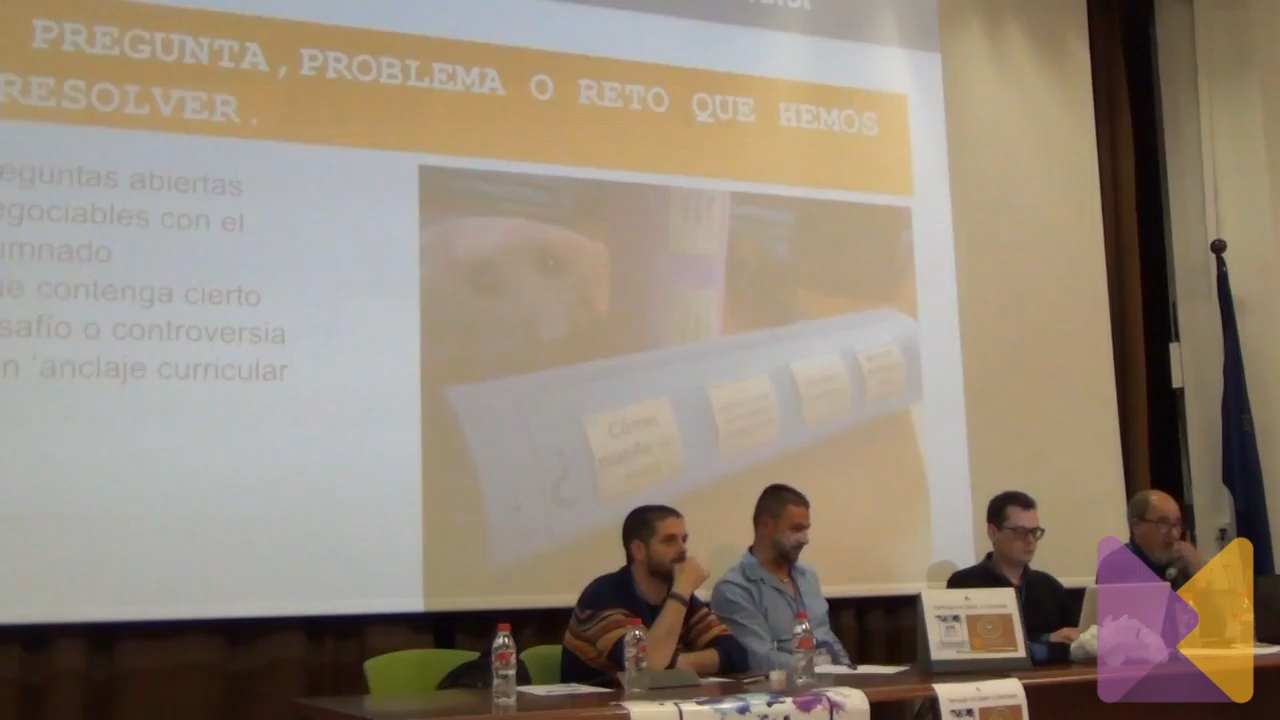 PREGUNTA, PROBLEMA O RETO QUE HEMOS
RESOLVER.
eguntas abiertas
egociables con el
umnado
ue contenga cierto
safío o controversia
n 'anclaje curricular
Cómo